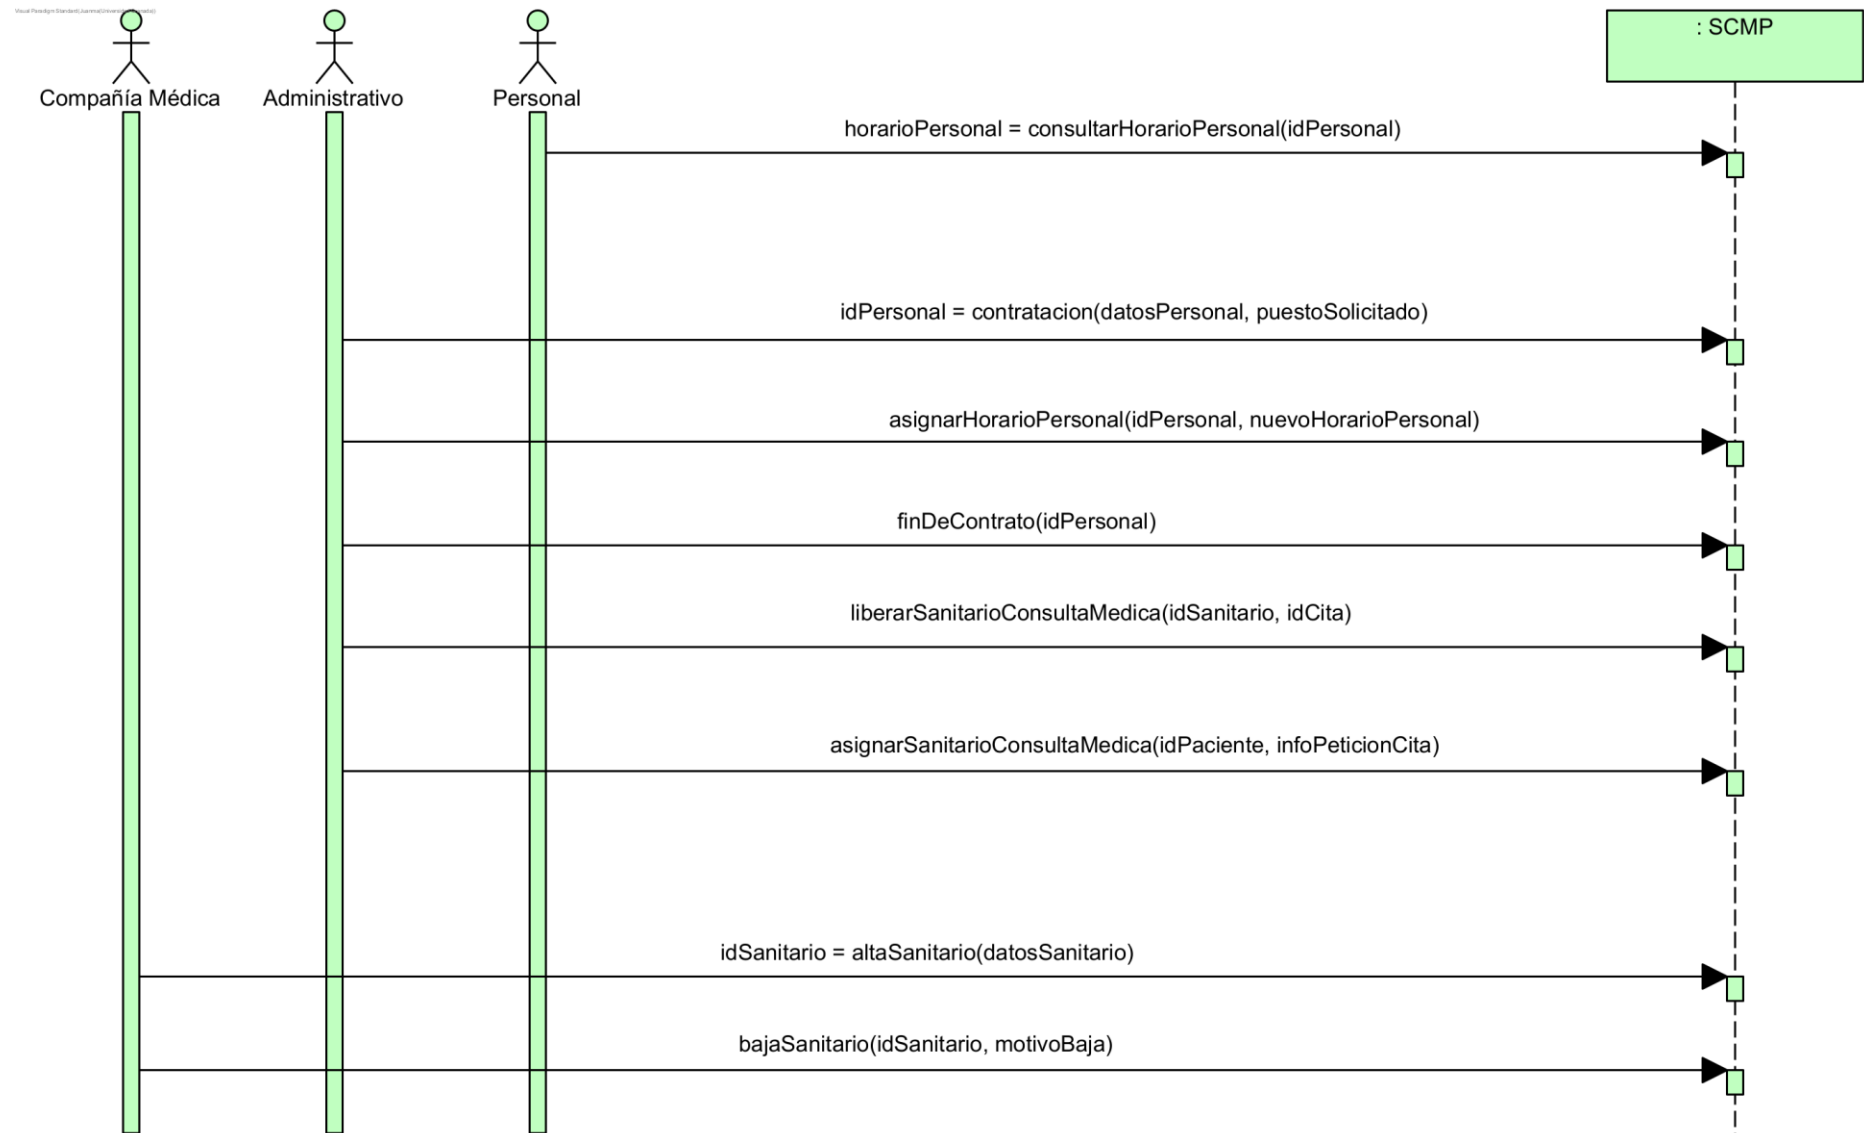 Compañía Médica
Administrativo
Personal
: SCMP
horarioPersonal = consultarHorarioPersonal(idPersonal)
idPersonal = contratacion(datosPersonal, puestoSolicitado)
asignarHorarioPersonal(idPersonal, nuevoHorarioPersonal)
finDeContrato(idPersonal)
liberarSanitarioConsultaMedica(idSanitario, idCita)
asignarSanitarioConsultaMedica(idPaciente, infoPeticionCita)
idSanitario = altaSanitario(datosSanitario)
bajaSanitario(idSanitario, motivoBaja)